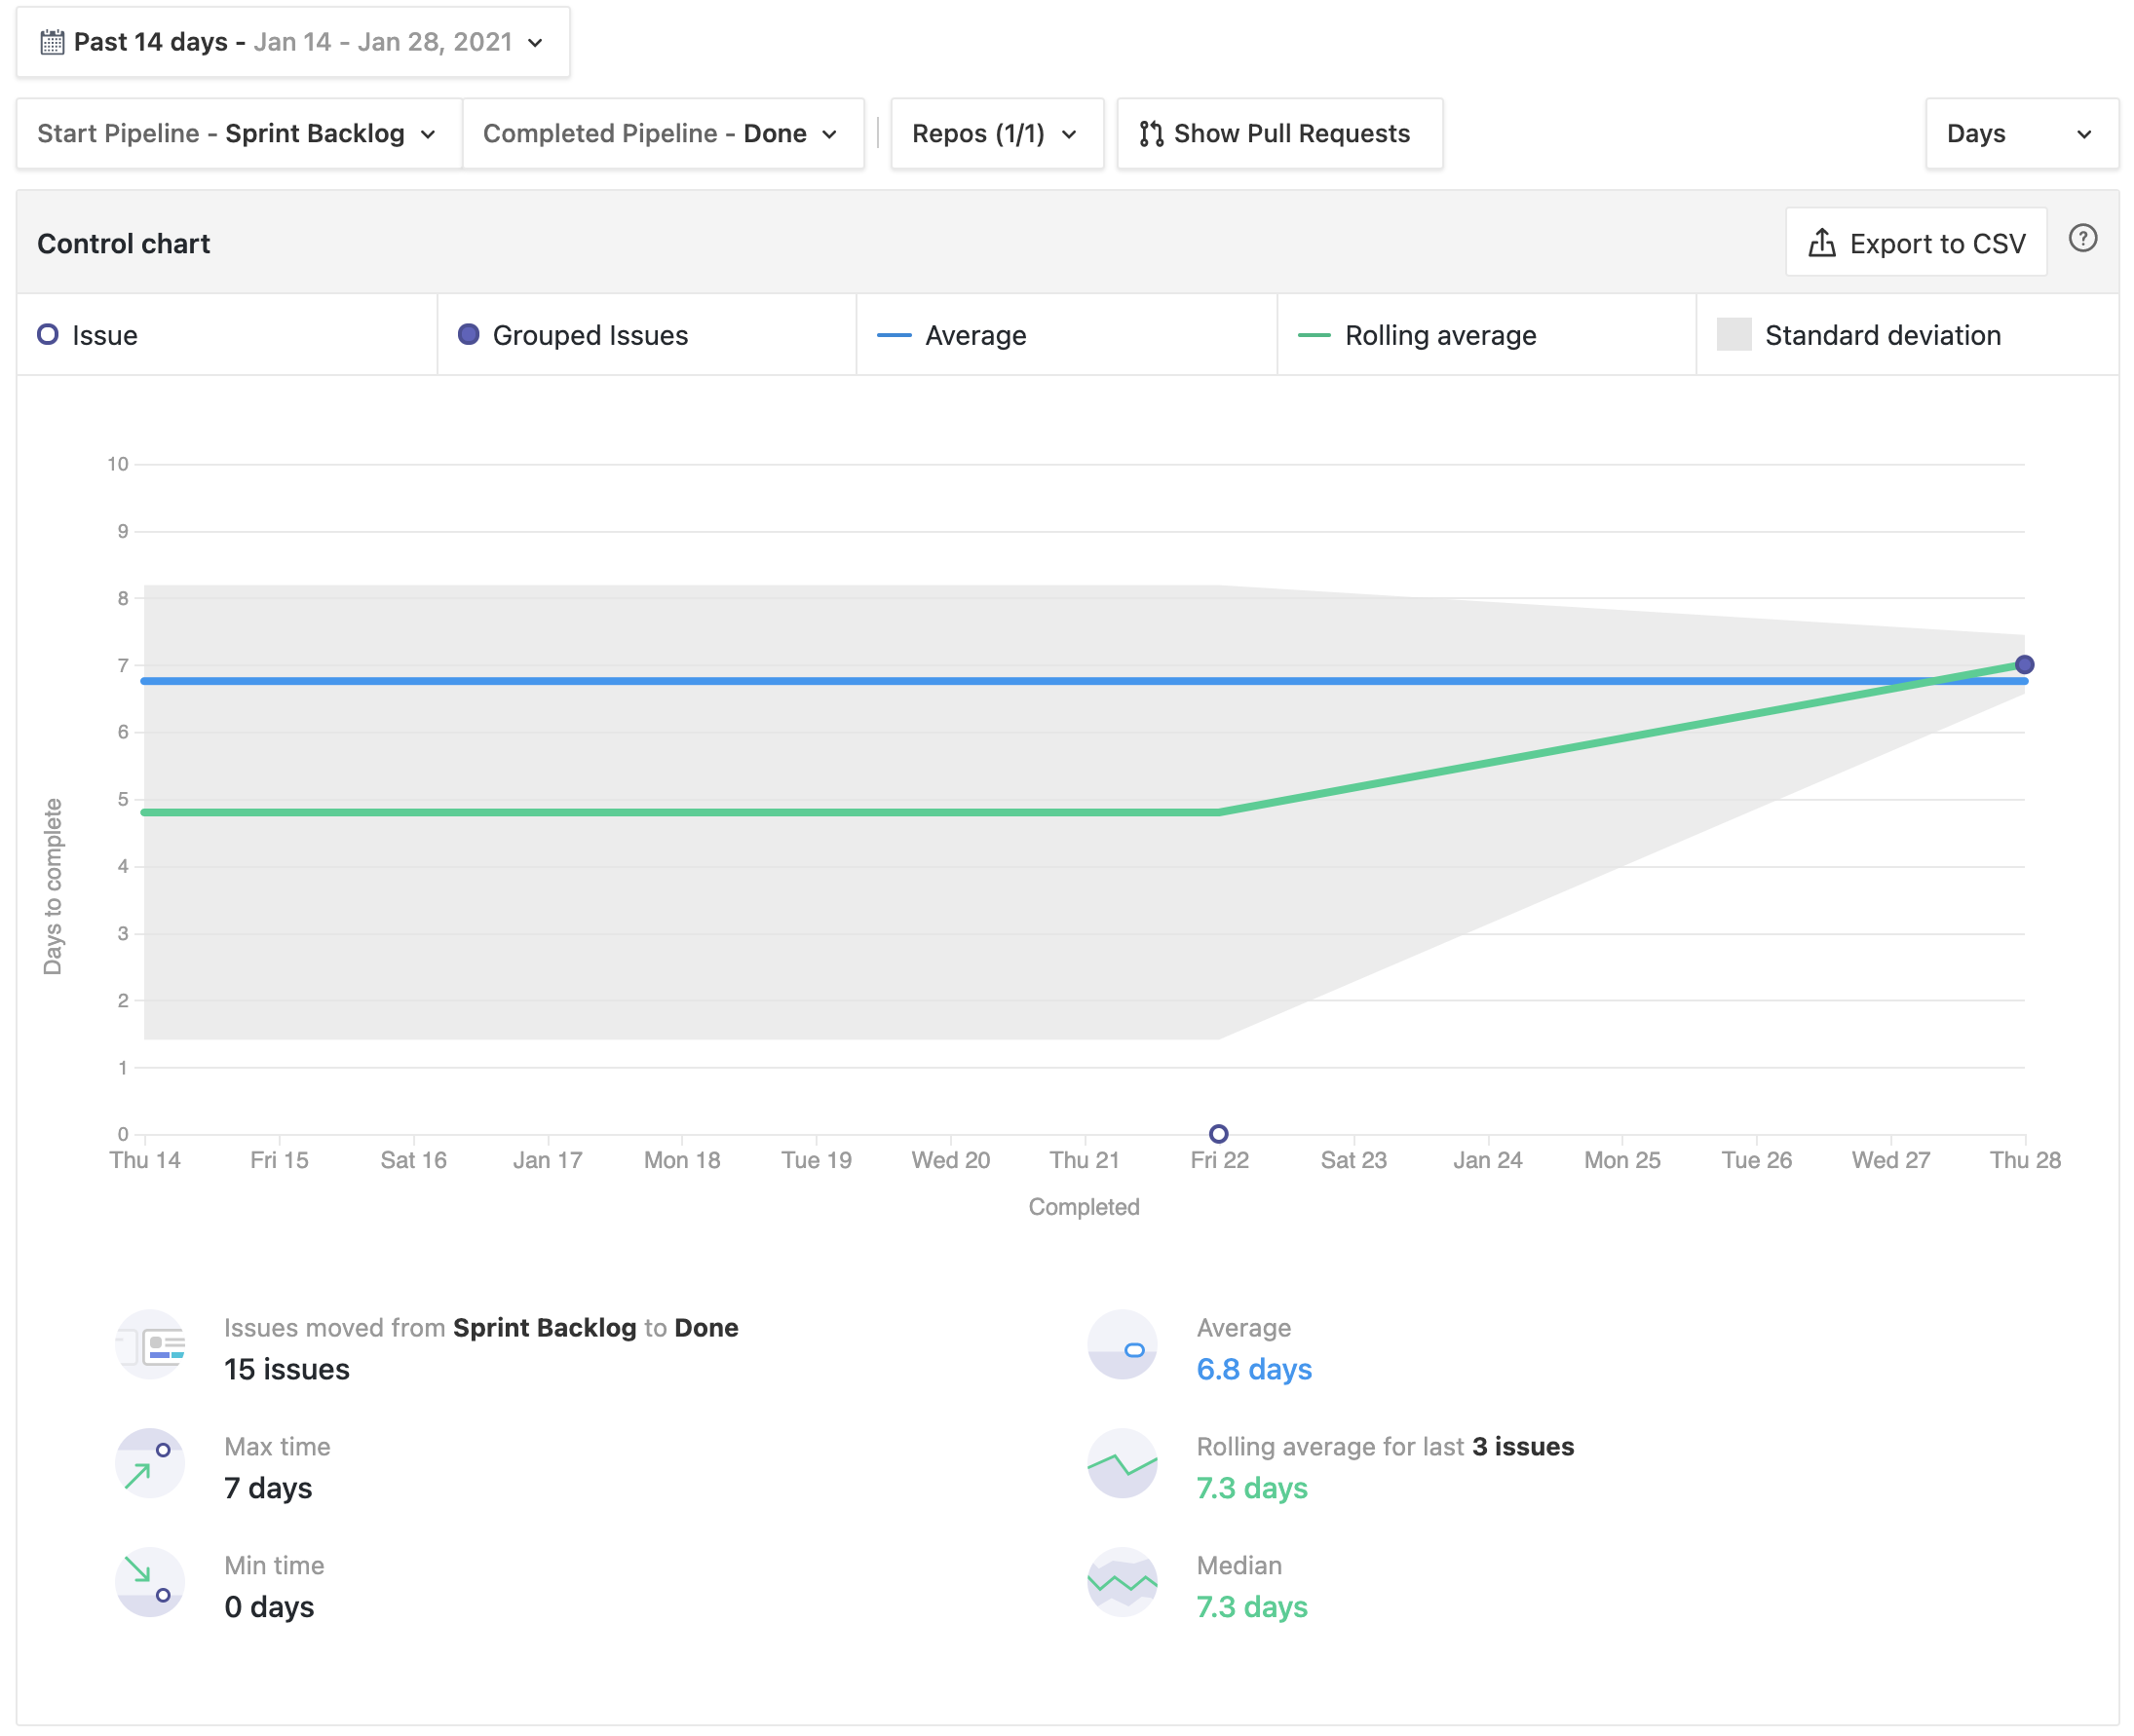 Past 14 days - Jan 14 - Jan 28, 2021
Start Pipeline - Sprint Backlog
Completed Pipeline - Done
Repos (1/1)
Show Pull Requests
Days
Control chart
Export to CSV
?
Issue
Grouped Issues
Average
Rolling average
Standard deviation
10
9
8
7
6
5
4
3
2
1
0
Days to complete
Thu 14
Fri 15
Sat 16
Jan 17
Mon 18
Tue 19
Wed 20
Thu 21
Fri 22
Sat 23
Jan 24
Mon 25
Tue 26
Wed 27
Thu 28
Completed
Issues moved from Sprint Backlog to Done
15 issues
Average
6.8 days
Max time
7 days
Rolling average for last 3 issues
7.3 days
Min time
0 days
Median
7.3 days